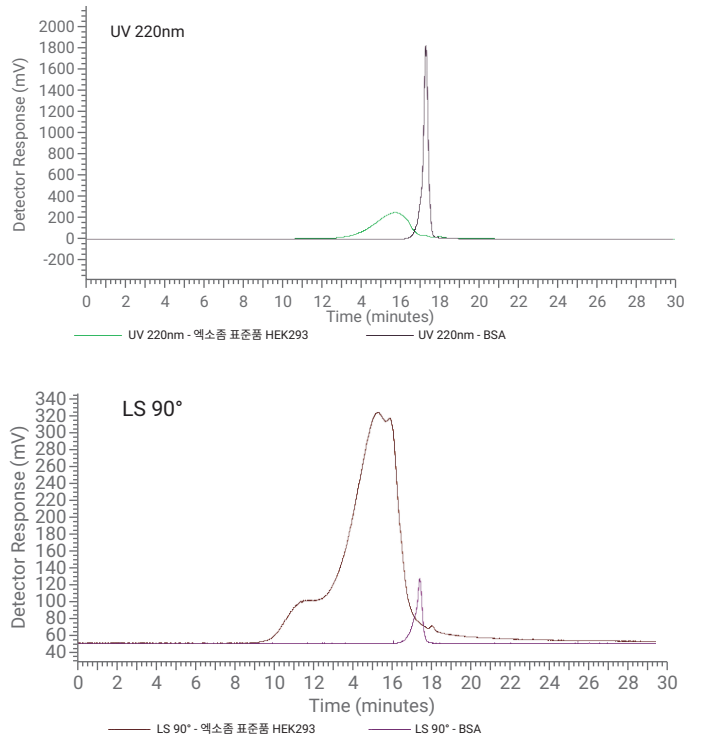 UV 220nm
Detector Response (mV)
2000
1800
1600
1400
1200
1000
800
600
400
200
0
-200
0 2 4 6 8 10 12 14 16 18 20 22 24 26 28 30
Time (minutes)
UV 220nm - 엑소좀 표준품 HEK293 UV 220nm - BSA
LS 90°
Detector Response (mV)
340
320
300
280
260
240
220
200
180
160
140
120
100
80
60
40
0 2 4 6 8 10 12 14 16 18 20 22 24 26 28 30
Time (minutes)
LS 90° - 엑소좀 표준품 HEK293 LS 90° - BSA